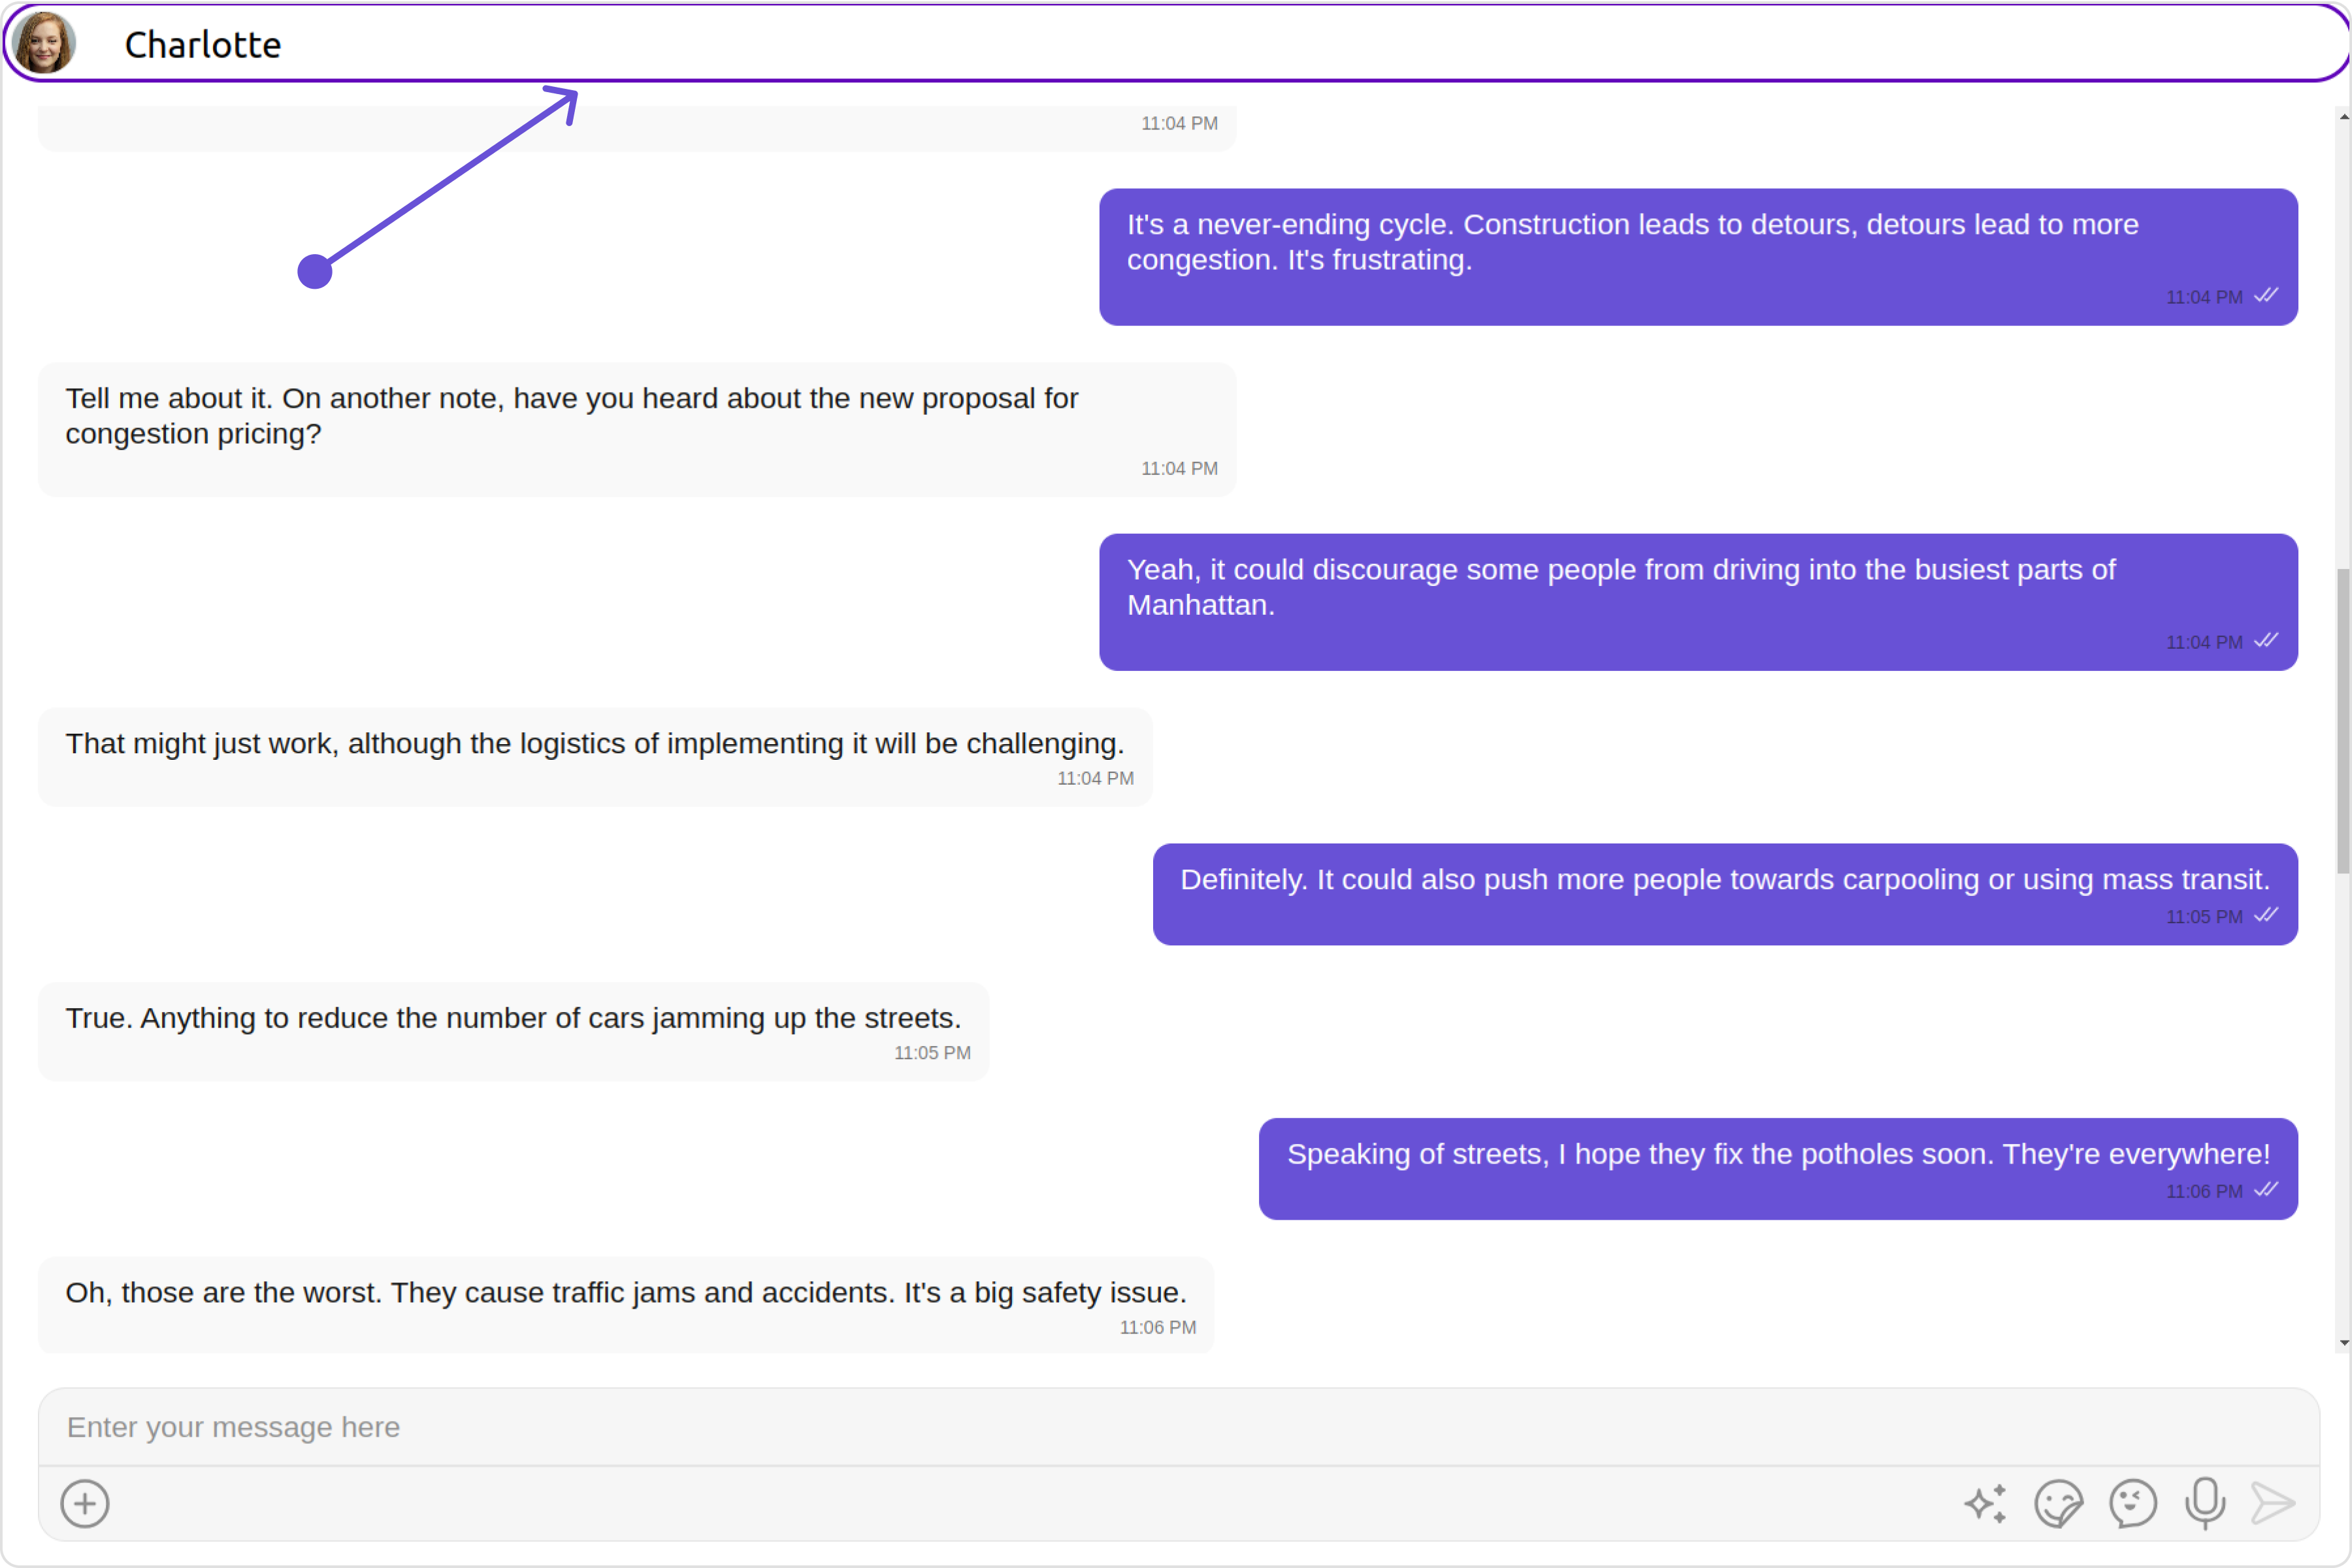 Charlotte
11:04 PM
It's a never-ending cycle. Construction leads to detours, detours lead to more
congestion. It's frustrating.
11:04 PM
Tell me about it. On another note, have you heard about the new proposal for
congestion pricing?
11:04 PM
Yeah, it could discourage some people from driving into the busiest parts of
Manhattan.
11:04 PM
That might just work, although the logistics of implementing it will be challenging.
11:04 PM
Definitely. It could also push more people towards carpooling or using mass transit.
11:05 PM
True. Anything to reduce the number of cars jamming up the streets.
11:05 PM
Speaking of streets, I hope they fix the potholes soon. They're everywhere!
11:06 PM
Oh, those are the worst. They cause traffic jams and accidents. It's a big safety issue.
11:06 PM
Enter your message here